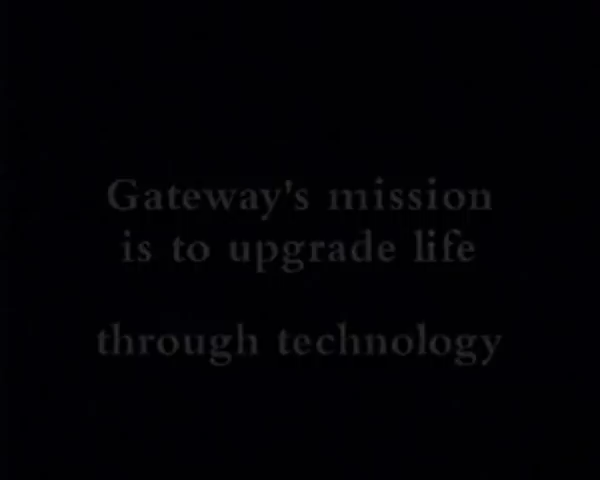 Gateway's mission
is to upgrade life
through technology